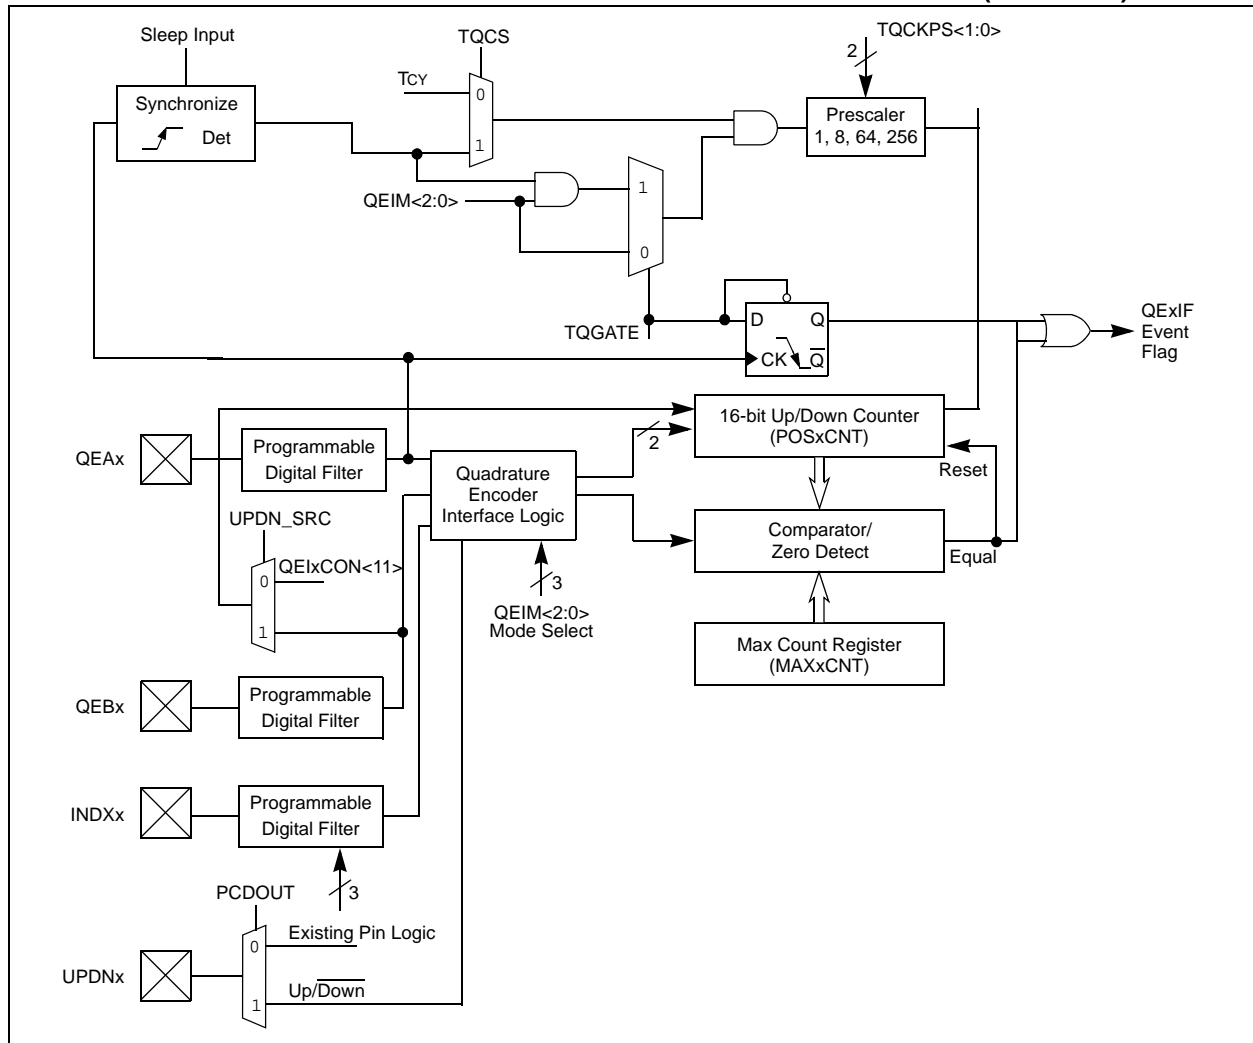 Sleep Input
TQCS
TQCKPS<1:0>
2
TCY
0
1
Synchronize
Det
Prescaler
1, 8, 64, 256
QEIM<2:0>
1
0
TQGATE
D Q
CK Q
QExIF
Event
Flag
16-bit Up/Down Counter
(POSxCNT)
2
Reset
QEAx
Programmable
Digital Filter
Quadrature
Encoder
Interface Logic
UPDN_SRC
0
QEIxCON<11>
1
Comparator/
Zero Detect
Equal
3
QEIM<2:0>
Mode Select
Max Count Register
(MAXxCNT)
QEBx
Programmable
Digital Filter
INDXx
Programmable
Digital Filter
3
PCDOUT
0
Existing Pin Logic
UPDNx
1
Up/Down